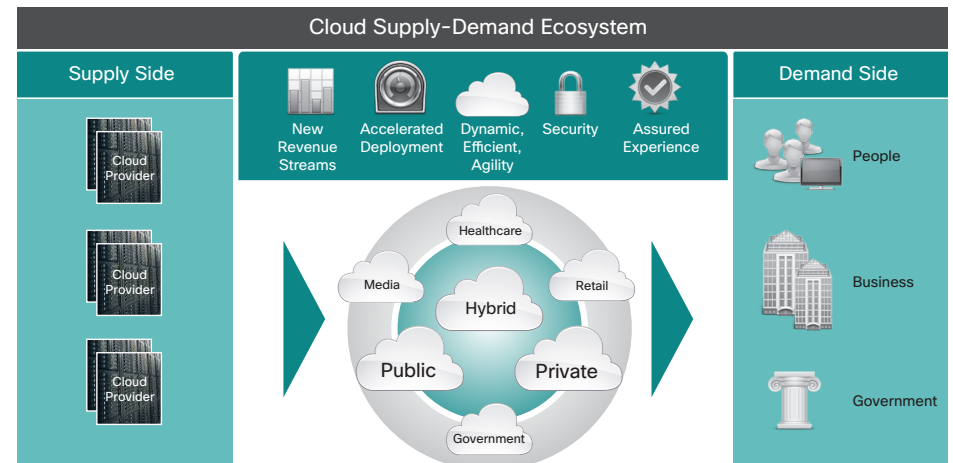 Cloud Supply-Demand Ecosystem
Supply Side
Cloud
Provider
Cloud
Provider
Cloud
Provider
New
Revenue
Streams
Accelerated
Deployment
Dynamic,
Efficient,
Agility
Security
Assured
Experience
Healthcare
Media
Retail
Hybrid
Public
Private
Government
Demand Side
People
Business
Government